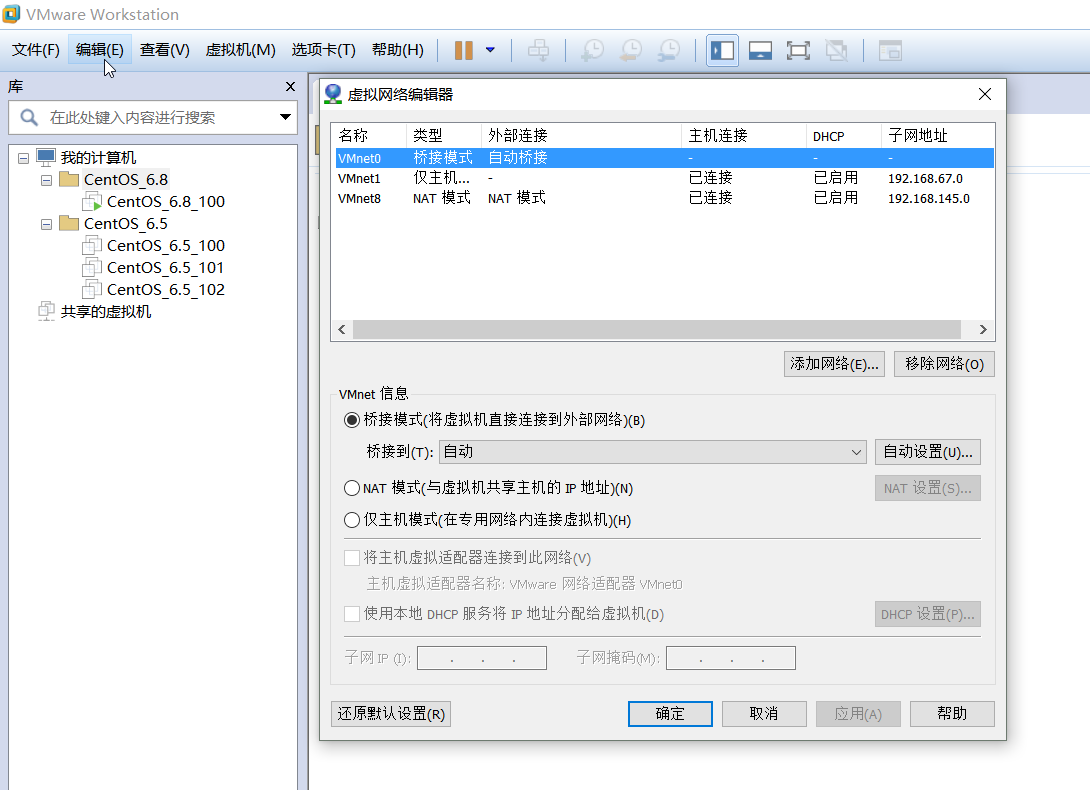 VMware Workstation
文件(F) 编辑(E) 查看(V) 虚拟机(M) 选项卡(T) 帮助(H)
库
在此处键入内容进行搜索
我的计算机
CentOS_6.8
CentOS_6.8_100
CentOS_6.5
CentOS_6.5_100
CentOS_6.5_101
CentOS_6.5_102
共享的虚拟机
虚拟网络编辑器
名称 类型 外部连接 主机连接 DHCP 子网地址
VMnet0 桥接模式 自动桥接 - - -
VMnet1 仅主机... - 已连接 已启用 192.168.67.0
VMnet8 NAT 模式 NAT 模式 已连接 已启用 192.168.145.0
添加网络(E)... 移除网络(O)
VMnet 信息
桥接模式(将虚拟机直接连接到外部网络)(B)
桥接到(T): 自动 自动设置(U)...
NAT 模式(与虚拟机共享主机的 IP 地址)(N) NAT 设置(S)...
仅主机模式(在专用网络内连接虚拟机)(H)
将主机虚拟适配器连接到此网络(V)
主机虚拟适配器名称: VMware 网络适配器 VMnet0
使用本地 DHCP 服务将 IP 地址分配给虚拟机(D) DHCP 设置(P)...
子网 IP (I): . . . 子网掩码(M): . . .
还原默认设置(R) 确定 取消 应用(A) 帮助